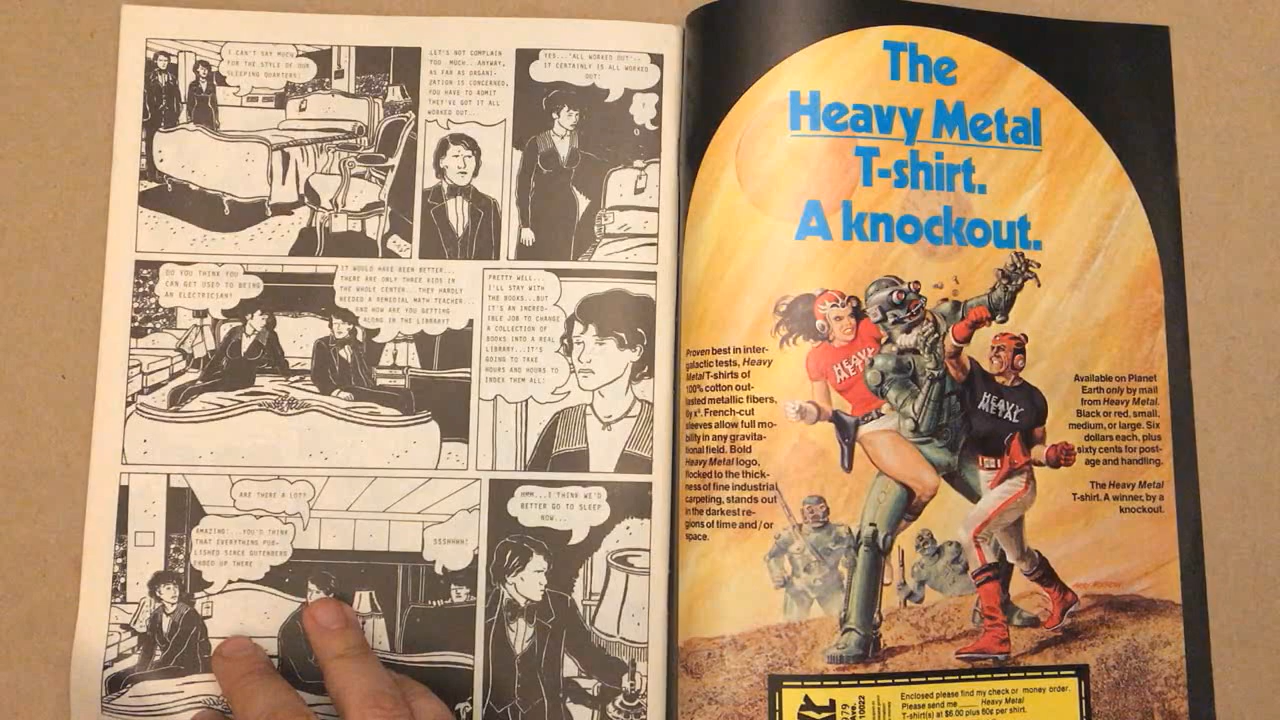 I CAN'T SAY MUCH
FOR THE STYLE OF OUR
SLEEPING QUARTERS!
LET'S NOT COMPLAIN
TOO MUCH... ANYWAY,
AS FAR AS ORGANI-
ZATION IS CONCERNED,
YOU HAVE TO ADMIT
THEY'VE GOT IT ALL
WORKED OUT...
YES..."ALL WORKED OUT"..
IT CERTAINLY IS ALL WORKED
OUT!
DO YOU THINK YOU
CAN GET USED TO BEING
AN ELECTRICIAN?
IT WOULD HAVE BEEN BETTER...
THERE ARE ONLY THREE KIDS IN
THE WHOLE CENTER...THEY HARDLY
NEEDED A REMEDIAL MATH TEACHER...
AND HOW ARE YOU GETTING
ALONG IN THE LIBRARY?
PRETTY WELL...
I'LL STAY WITH
THE BOOKS...BUT
IT'S AN INCRED-
IBLE JOB TO CHANGE
A COLLECTION OF
BOOKS INTO A REAL
LIBRARY...IT'S
GOING TO TAKE
HOURS AND HOURS TO
INDEX THEM ALL!
ARE THERE A LOT?
AMAZING!...YOU'D THINK
THAT EVERYTHING PUB-
LISHED SINCE GUTENBERG
ENDED UP THERE
SSSHHHH!
HMM...I THINK WE'D
BETTER GO TO SLEEP
NOW...
The
Heavy Metal
T-shirt.
A knockout.
Proven best in inter-
galactic tests, Heavy
Metal T-shirts of
100% cotton out-
lasted metallic fibers,
6y x⁶. French-cut
sleeves allow full mo-
bility in any gravita-
tional field. Bold
Heavy Metal logo,
flocked to the thick-
ness of fine industrial
carpeting, stands out
in the darkest re-
gions of time and/or
space.
HEAVY
METAL
HEAVY
METAL
Available on Planet
Earth only by mail
from Heavy Metal.
Black or red, small,
medium, or large. Six
dollars each, plus
sixty cents for post-
age and handling.
The Heavy Metal
T-shirt. A winner, by a
knockout.
79
Ave.
10022
Enclosed please find my check or money order.
Please send me ____ Heavy Metal
T-shirt(s) at $6.00 plus 60¢ per shirt.